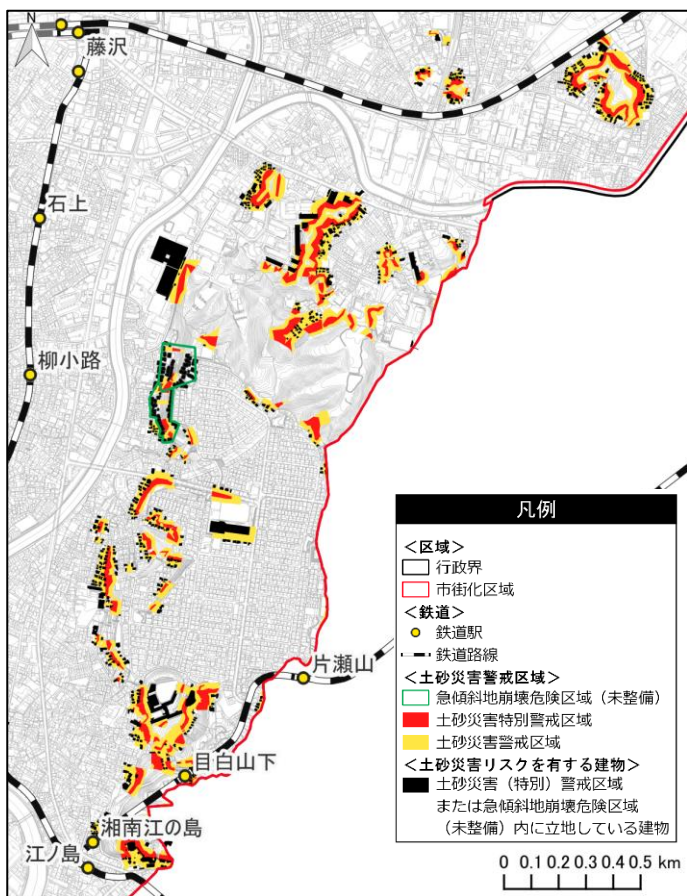 N
藤沢
石上
柳小路
片瀬山
目白山下
湘南江の島
江ノ島
凡例
＜区域＞
行政界
市街化区域
＜鉄道＞
鉄道駅
鉄道路線
＜土砂災害警戒区域＞
急傾斜地崩壊危険区域（未整備）
土砂災害特別警戒区域
土砂災害警戒区域
＜土砂災害リスクを有する建物＞
土砂災害（特別）警戒区域
または急傾斜地崩壊危険区域
（未整備）内に立地している建物
0 0.1 0.2 0.3 0.4 0.5 km